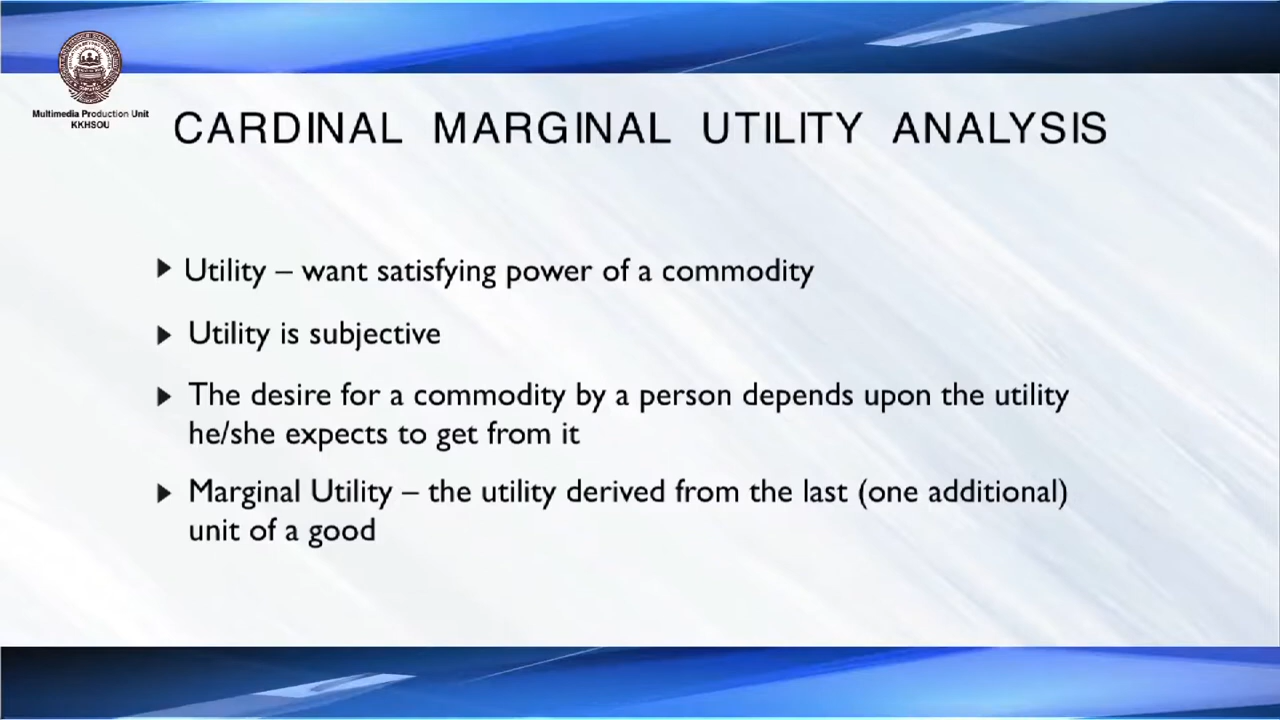 Multimedia Production Unit
KKHSOU
CARDINAL MARGINAL UTILITY ANALYSIS
Utility – want satisfying power of a commodity
Utility is subjective
The desire for a commodity by a person depends upon the utility
he/she expects to get from it
Marginal Utility – the utility derived from the last (one additional)
unit of a good